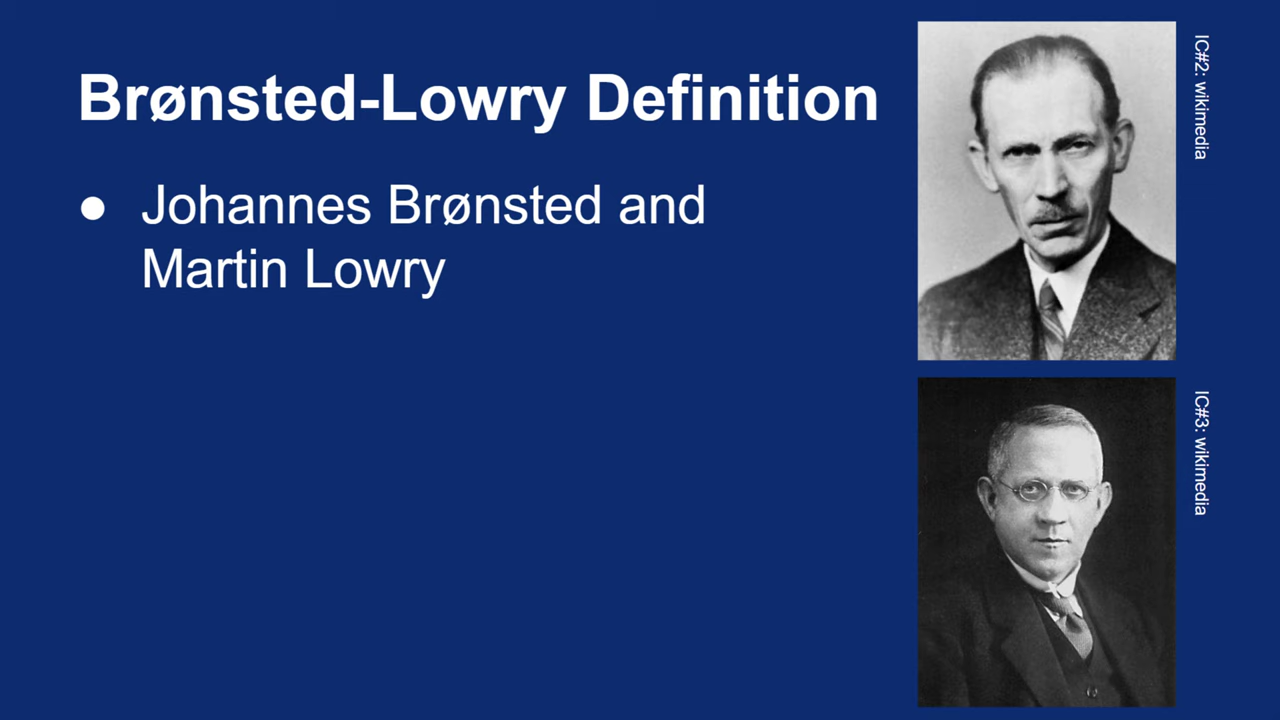 Brønsted-Lowry Definition
● Johannes Brønsted and
Martin Lowry
IC#2: wikimedia
IC#3: wikimedia